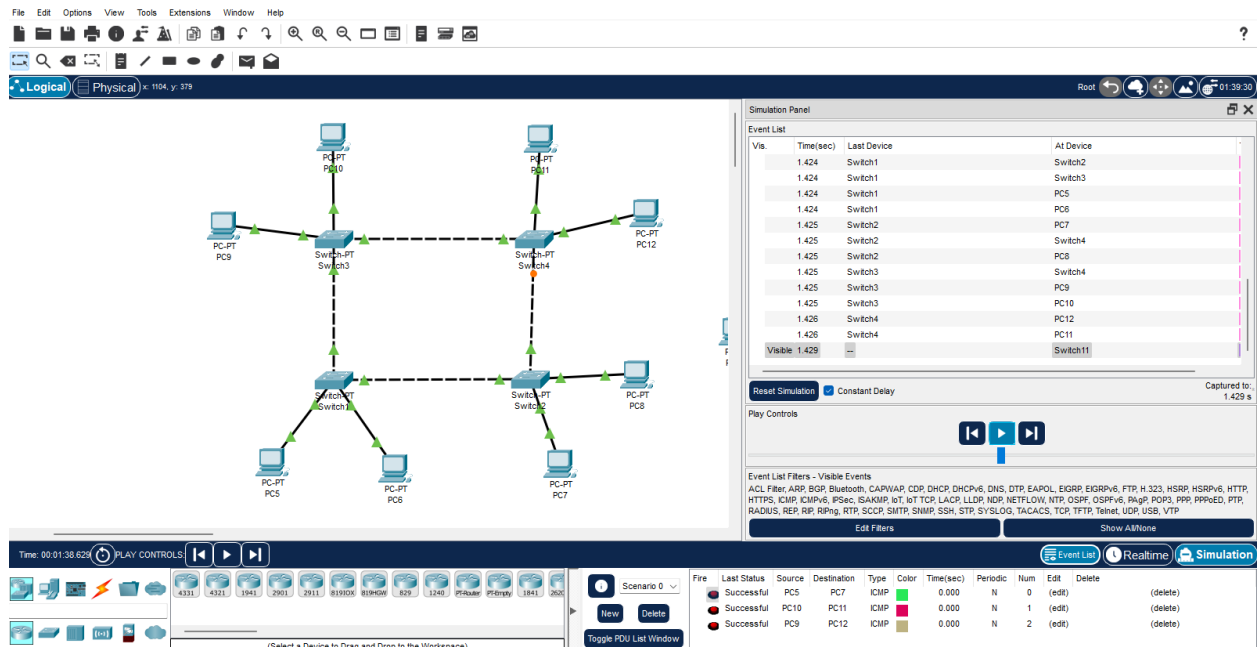 File Edit Options View Tools Extensions Window Help
?
Logical Physical x: 1104, y: 379 Root 01:39:30
PC-PT
PC10
PC-PT
PC11
PC-PT
PC9
PC-PT
PC12
Switch-PT
Switch3
Switch-PT
Switch4
Switch-PT
Switch1
Switch-PT
Switch2
PC-PT
PC8
PC-PT
PC5
PC-PT
PC6
PC-PT
PC7
Simulation Panel
Event List
Vis. Time(sec) Last Device At Device
1.424 Switch1 Switch2
1.424 Switch1 Switch3
1.424 Switch1 PC5
1.424 Switch1 PC6
1.425 Switch2 PC7
1.425 Switch2 Switch4
1.425 Switch2 PC8
1.425 Switch3 Switch4
1.425 Switch3 PC9
1.425 Switch3 PC10
1.426 Switch4 PC12
1.426 Switch4 PC11
Visible 1.429 -- Switch11
Reset Simulation Constant Delay Captured to:
1.429 s
Play Controls
Event List Filters - Visible Events
ACL Filter, ARP, BGP, Bluetooth, CAPWAP, CDP, DHCP, DHCPv6, DNS, DTP, EAPOL, EIGRP, EIGRPv6, FTP, H.323, HSRP, HSRPv6, HTTP,
HTTPS, ICMP, ICMPv6, IPSec, ISAKMP, IoT, IoT TCP, LACP, LLDP, NDP, NETFLOW, NTP, OSPF, OSPFv6, PAgP, POP3, PPP, PPPoED, PTP,
RADIUS, REP, RIP, RIPng, RTP, SCCP, SMTP, SNMP, SSH, STP, SYSLOG, TACACS, TCP, TFTP, Telnet, UDP, USB, VTP
Edit Filters Show All/None
Time: 00:01:38.629 PLAY CONTROLS: Event List Realtime Simulation
4331 4321 1941 2901 2911 819IOX 819HGW 829 1240 PT-Router PT-Empty 1841 2620
(Select a Device to Drag and Drop to the Workspace)
Scenario 0
New Delete
Toggle PDU List Window
Fire Last Status Source Destination Type Color Time(sec) Periodic Num Edit Delete
Successful PC5 PC7 ICMP 0.000 N 0 (edit) (delete)
Successful PC10 PC11 ICMP 0.000 N 1 (edit) (delete)
Successful PC9 PC12 ICMP 0.000 N 2 (edit) (delete)